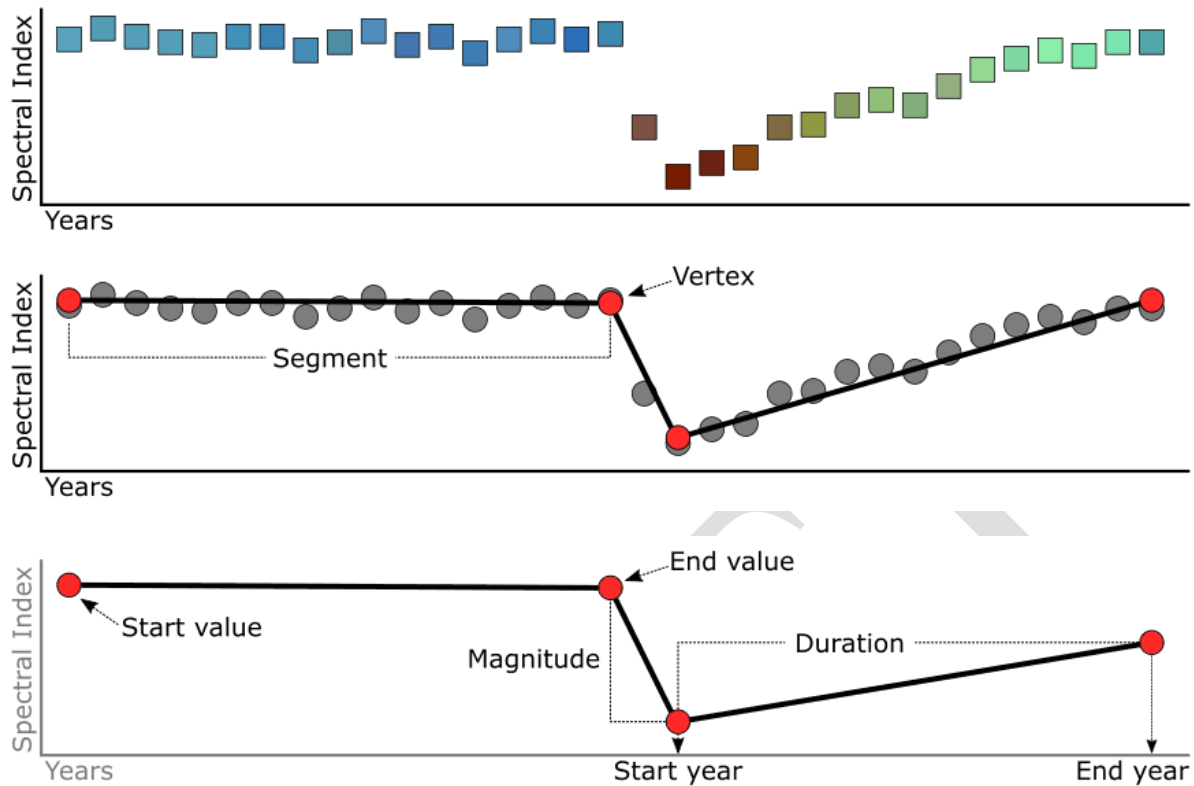 Spectral Index
Years
Vertex
Segment
Spectral Index
Years
End value
Start value
Magnitude
Duration
Spectral Index
Years
Start year
End year